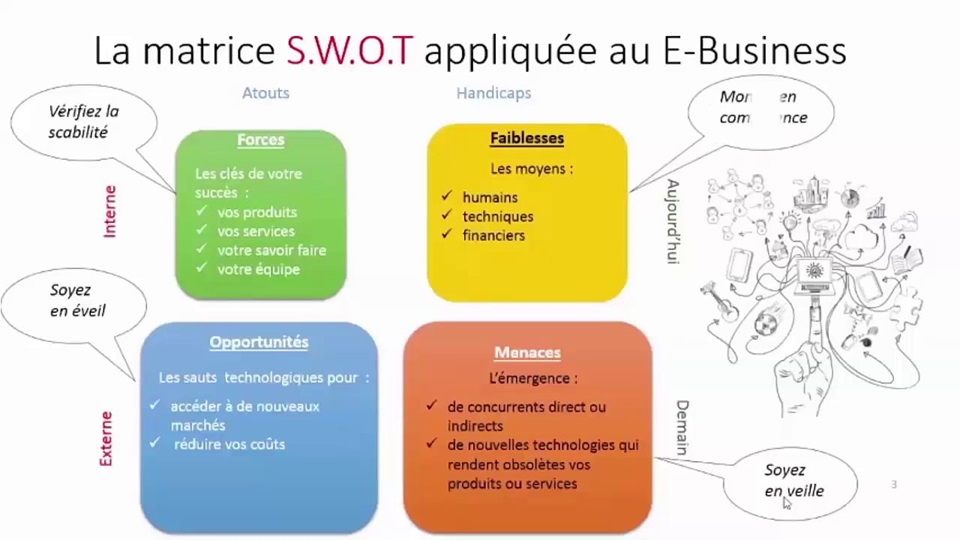 La matrice S.W.O.T appliquée au E-Business
Atouts
Handicaps
Vérifiez la
scabilité
Mon en
com ence
Interne
Forces
Les clés de votre
succès :
✓ vos produits
✓ vos services
✓ votre savoir faire
✓ votre équipe
Faiblesses
Les moyens :
✓ humains
✓ techniques
✓ financiers
Aujourd'hui
Soyez
en éveil
Externe
Opportunités
Les sauts technologiques pour :
✓ accéder à de nouveaux
marchés
✓ réduire vos coûts
Menaces
L'émergence :
✓ de concurrents direct ou
indirects
✓ de nouvelles technologies qui
rendent obsolètes vos
produits ou services
Demain
Soyez
en veille
3